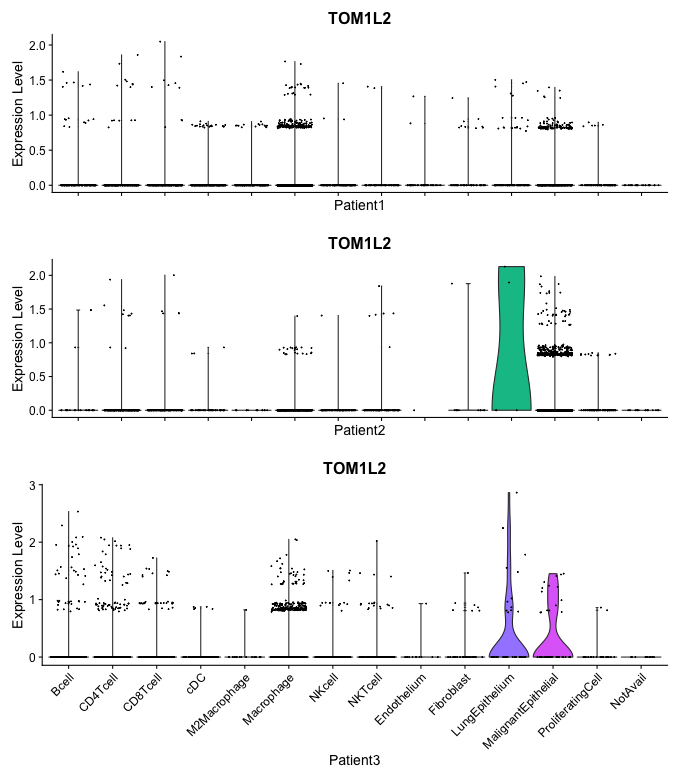 TOM1L2
Expression Level
2.0
1.5
1.0
0.5
0.0
Patient1
TOM1L2
Expression Level
2.0
1.5
1.0
0.5
0.0
Patient2
TOM1L2
Expression Level
3
2
1
0
Bcell
CD4Tcell
CD8Tcell
cDC
M2Macrophage
Macrophage
NKcell
NKTcell
Endothelium
Fibroblast
LungEpithelium
MalignantEpithelial
ProliferatingCell
NotAvail
Patient3